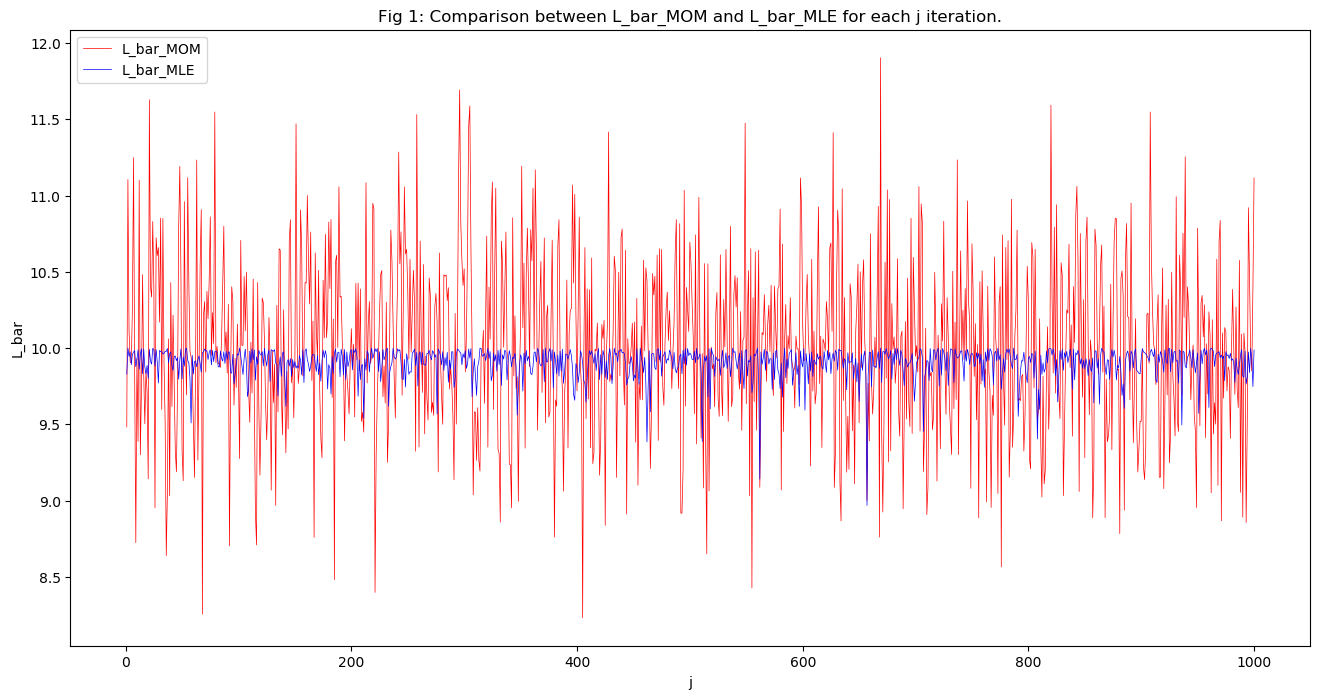 Fig 1: Comparison between L_bar_MOM and L_bar_MLE for each j iteration.
L_bar_MOM
L_bar_MLE
12.0
11.5
11.0
10.5
10.0
9.5
9.0
8.5
L_bar
0 200 400 600 800 1000
j